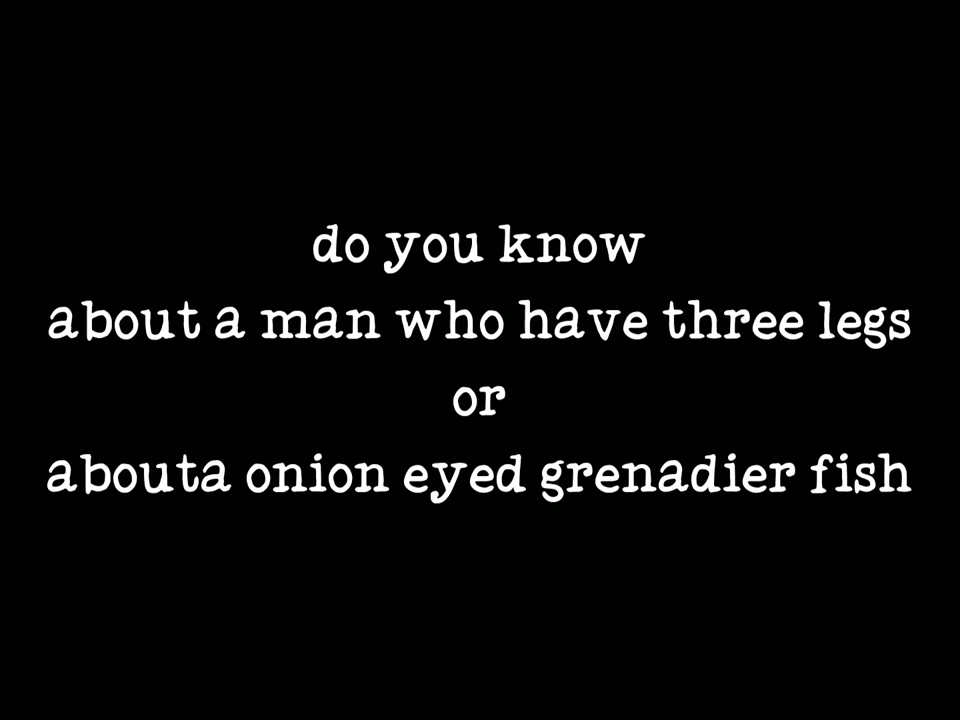 do you know
about a man who have three legs
or
abouta onion eyed grenadier fish